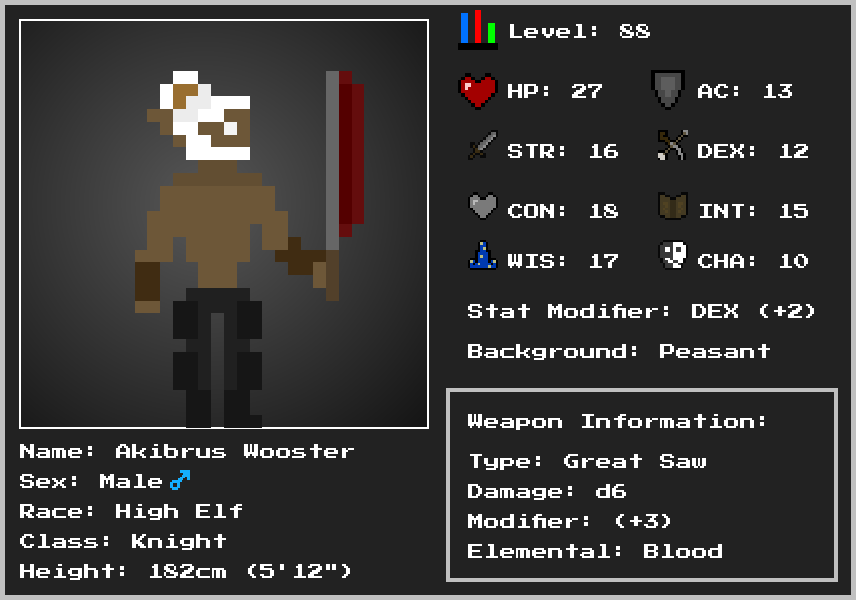 Level: 88
HP: 27
AC: 13
STR: 16
DEX: 12
CON: 18
INT: 15
WIS: 17
CHA: 10
Stat Modifier: DEX (+2)
Background: Peasant
Weapon Information:
Type: Great Saw
Damage: d6
Modifier: (+3)
Elemental: Blood
Name: Akibrus Wooster
Sex: Male♂
Race: High Elf
Class: Knight
Height: 182cm (5'12")